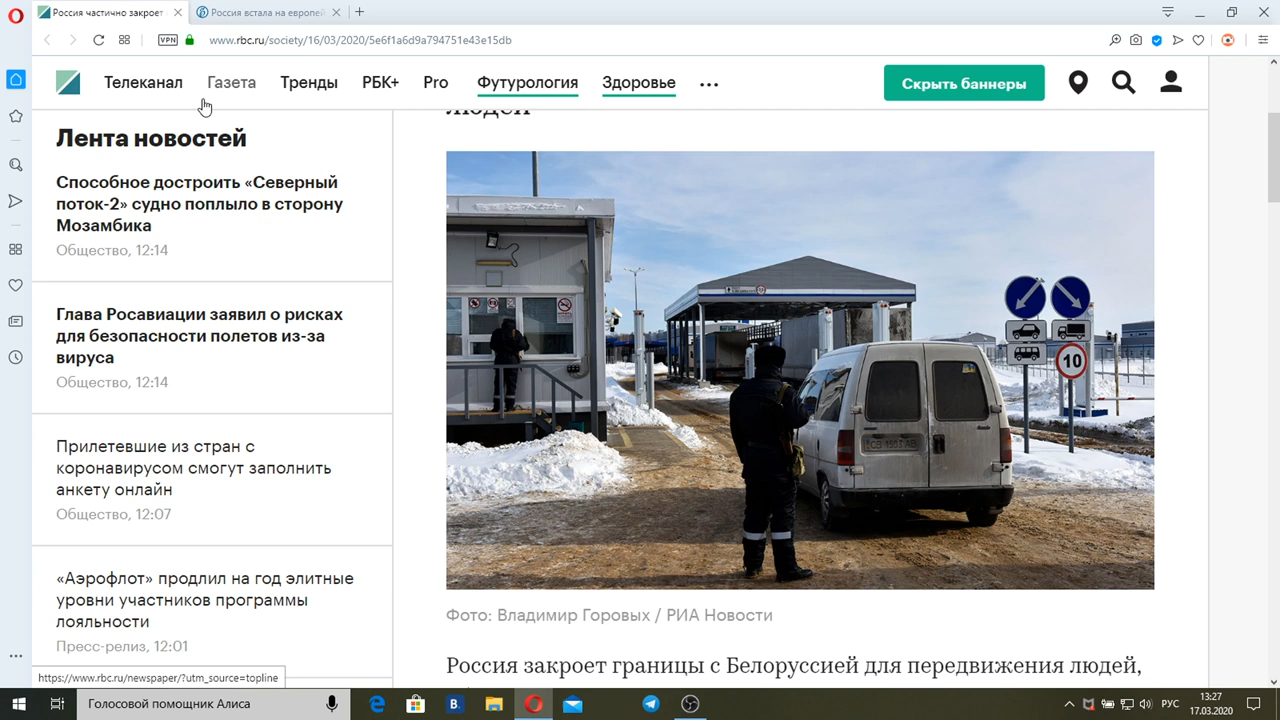 Россия частично закроет
Россия встала на европей
VPN
www.rbc.ru/society/16/03/2020/5e6f1a6d9a794751e43e15db
Телеканал
Газета
Тренды
РБК+
Pro
Футурология
Здоровье
Скрыть баннеры
Лента новостей
Способное достроить «Северный
поток-2» судно поплыло в сторону
Мозамбика
Общество, 12:14
Глава Росавиации заявил о рисках
для безопасности полетов из-за
вируса
Общество, 12:14
Прилетевшие из стран с
коронавирусом смогут заполнить
анкету онлайн
Общество, 12:07
«Аэрофлот» продлил на год элитные
уровни участников программы
лояльности
Пресс-релиз, 12:01
людей
10
Фото: Владимир Горовых / РИА Новости
Россия закроет границы с Белоруссией для передвижения людей,
https://www.rbc.ru/newspaper/?utm_source=topline
Голосовой помощник Алиса
РУС
13:27
17.03.2020